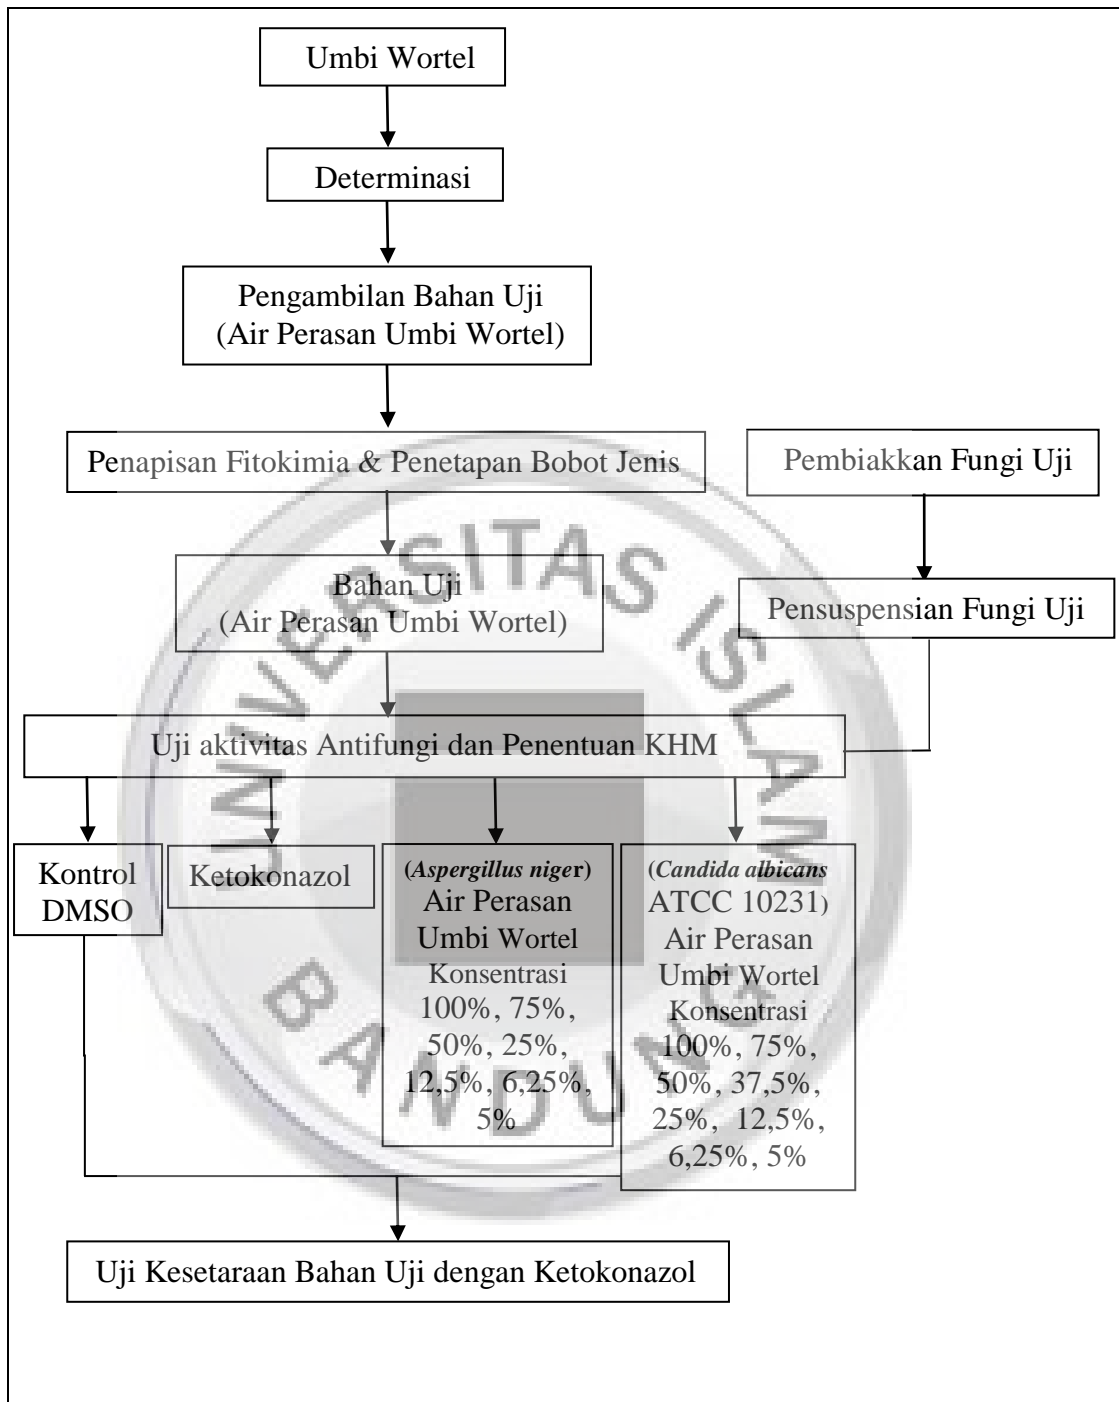 Umbi Wortel
Determinasi
Pengambilan Bahan Uji
(Air Perasan Umbi Wortel)
Penapisan Fitokimia & Penetapan Bobot Jenis
Pembiakkan Fungi Uji
Bahan Uji
(Air Perasan Umbi Wortel)
Pensuspensian Fungi Uji
Uji aktivitas Antifungi dan Penentuan KHM
Kontrol
DMSO
Ketokonazol
(Aspergillus niger)
Air Perasan
Umbi Wortel
Konsentrasi
100%, 75%,
50%, 25%,
12,5%, 6,25%,
5%
(Candida albicans
ATCC 10231)
Air Perasan
Umbi Wortel
Konsentrasi
100%, 75%,
50%, 37,5%,
25%, 12,5%,
6,25%, 5%
Uji Kesetaraan Bahan Uji dengan Ketokonazol
UNIVERSITAS ISLAM
BANDUNG